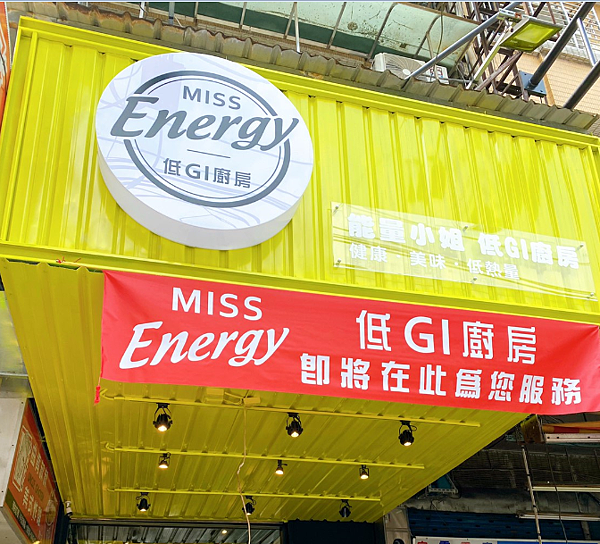 MISS
Energy
低GI廚房
能量小姐 低GI廚房
健康．美味．低熱量
MISS
Energy
低GI廚房
即將在此為您服務